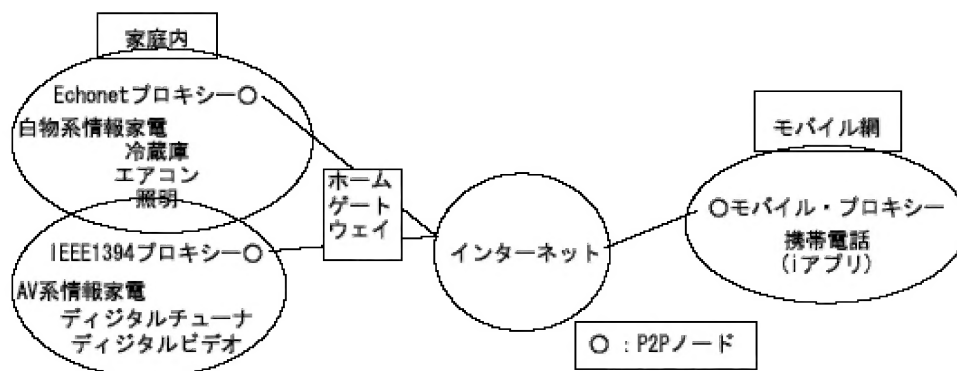 家庭内
Echonetプロキシー○
白物系情報家電
冷蔵庫
エアコン
照明
IEEE1394プロキシー○
AV系情報家電
ディジタルチューナ
ディジタルビデオ
ホーム
ゲート
ウェイ
インターネット
モバイル網
○モバイル・プロキシー
携帯電話
(iアプリ)
○：P2Pノード